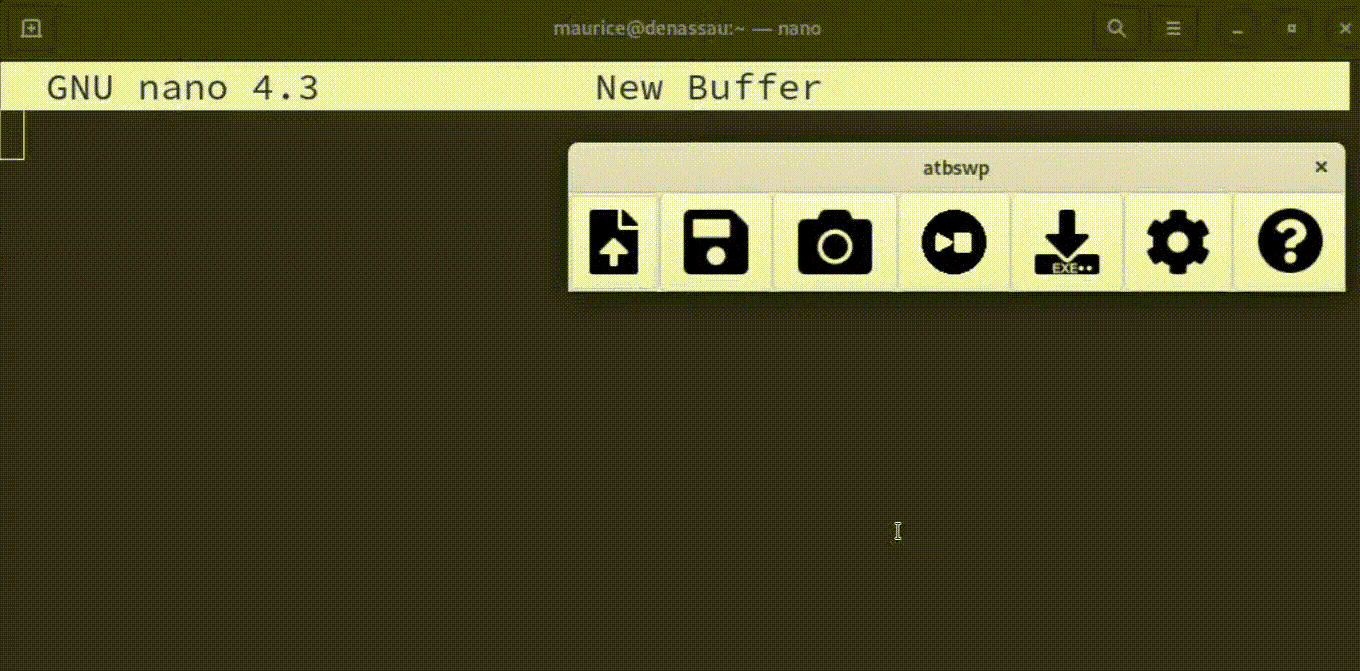 maurice@denassau:~ — nano
GNU nano 4.3 New Buffer
atbswp
EXE